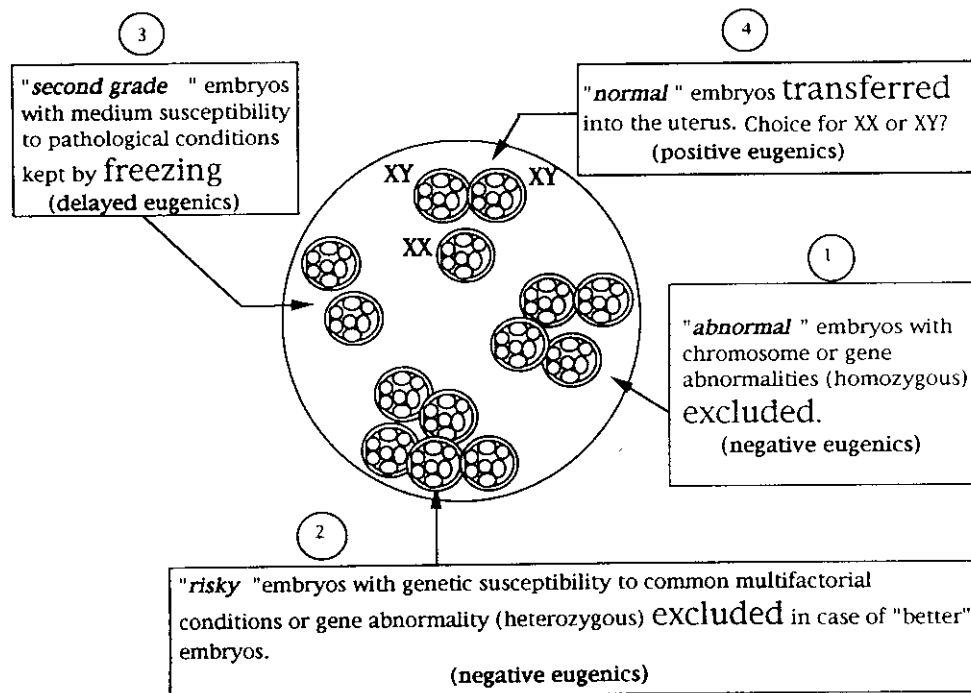 3
"second grade " embryos
with medium susceptibility
to pathological conditions
kept by freezing
(delayed eugenics)
4
"normal " embryos transferred
into the uterus. Choice for XX or XY?
(positive eugenics)
XY XY
XX
1
"abnormal " embryos with
chromosome or gene
abnormalities (homozygous)
excluded.
(negative eugenics)
2
"risky "embryos with genetic susceptibility to common multifactorial
conditions or gene abnormality (heterozygous) excluded in case of "better"
embryos.
(negative eugenics)